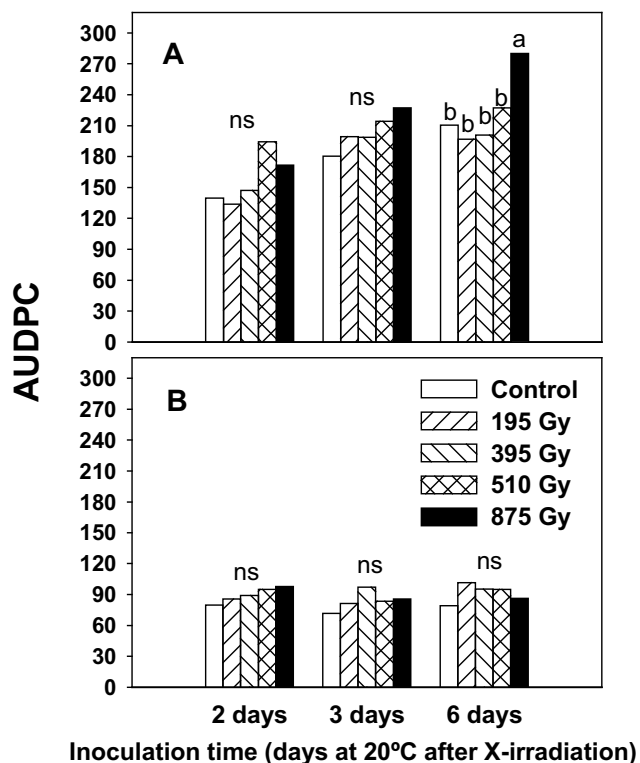 A
300
270
240
210
180
150
120
90
60
30
0
ns
ns
b b b b a
AUDPC
B
300
270
240
210
180
150
120
90
60
30
0
Control
195 Gy
395 Gy
510 Gy
875 Gy
ns
ns
ns
2 days 3 days 6 days
Inoculation time (days at 20ºC after X-irradiation)